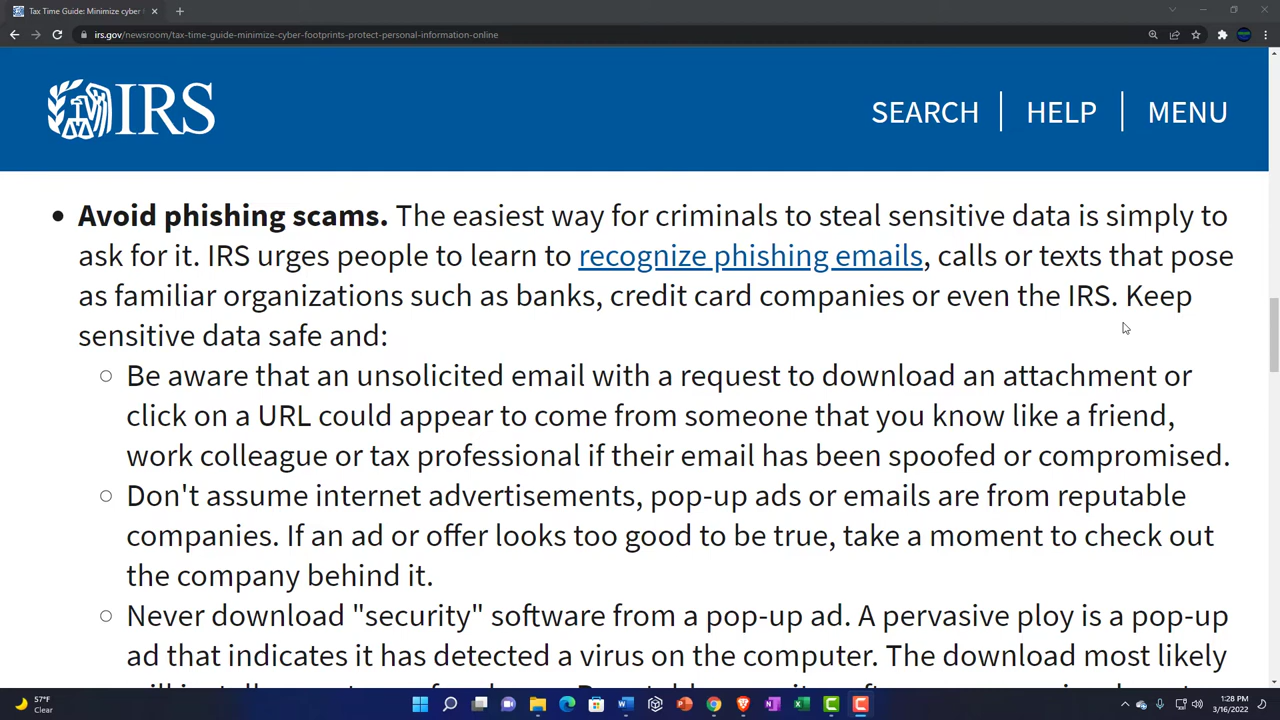 Tax Time Guide: Minimize cyber f
irs.gov/newsroom/tax-time-guide-minimize-cyber-footprints-protect-personal-information-online
IRS
SEARCH
HELP
MENU
• Avoid phishing scams. The easiest way for criminals to steal sensitive data is simply to
ask for it. IRS urges people to learn to recognize phishing emails, calls or texts that pose
as familiar organizations such as banks, credit card companies or even the IRS. Keep
sensitive data safe and:
○ Be aware that an unsolicited email with a request to download an attachment or
click on a URL could appear to come from someone that you know like a friend,
work colleague or tax professional if their email has been spoofed or compromised.
○ Don't assume internet advertisements, pop-up ads or emails are from reputable
companies. If an ad or offer looks too good to be true, take a moment to check out
the company behind it.
○ Never download "security" software from a pop-up ad. A pervasive ploy is a pop-up
ad that indicates it has detected a virus on the computer. The download most likely
57°F
Clear
1:28 PM
3/16/2022